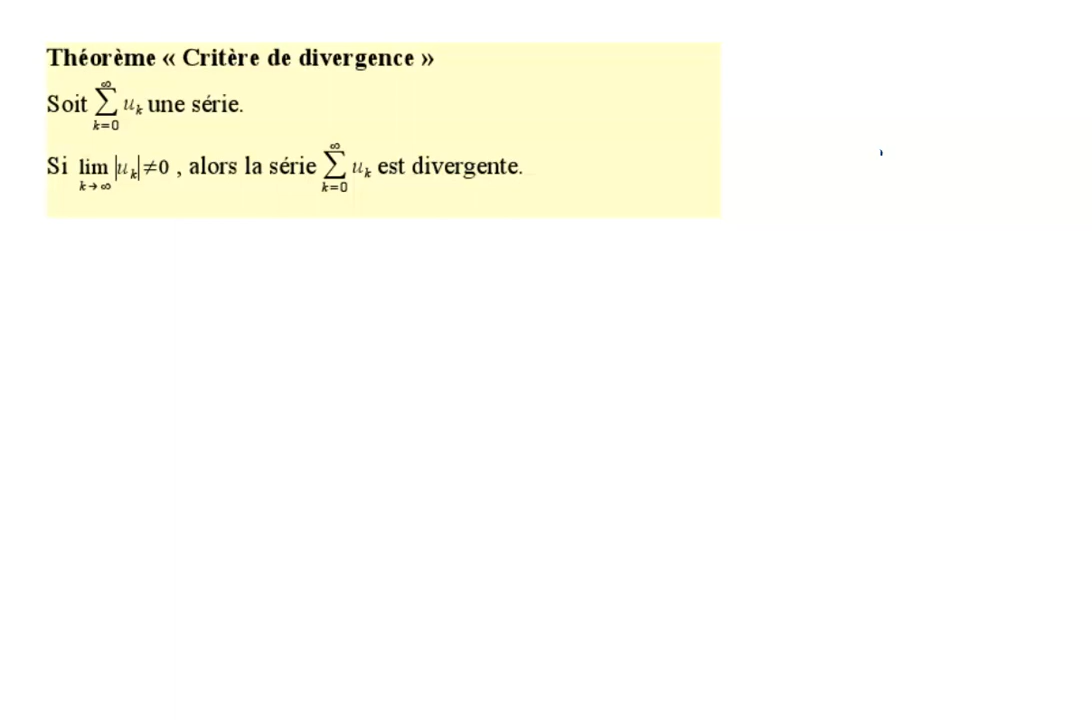 Théorème « Critère de divergence »
Soit ∑_{k=0}^{∞} u_k une série.
Si lim_{k→∞} |u_k|≠0 , alors la série ∑_{k=0}^{∞} u_k est divergente.